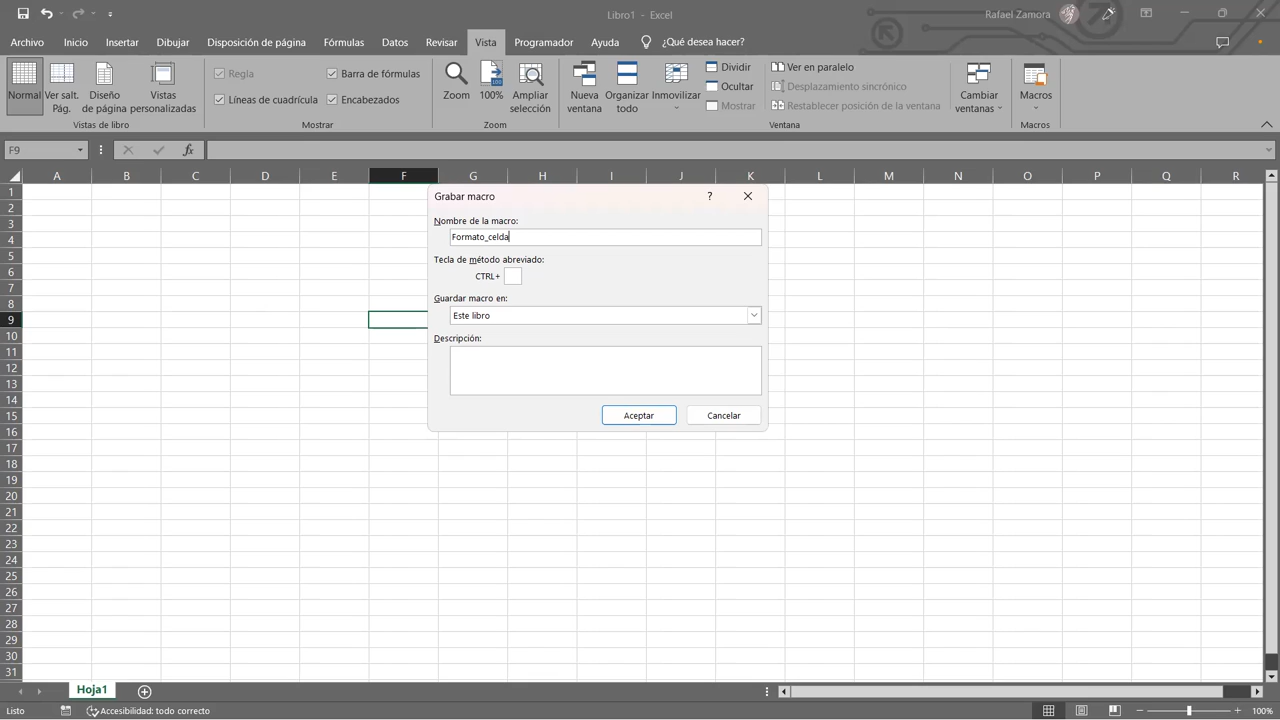 Libro1 - Excel
Rafael Zamora
Archivo Inicio Insertar Dibujar Disposición de página Fórmulas Datos Revisar Vista Programador Ayuda ¿Qué desea hacer?
Normal
Ver salt. Pág.
Diseño de página
Vistas personalizadas
Vistas de libro
Regla
Barra de fórmulas
Líneas de cuadrícula
Encabezados
Mostrar
Zoom
100%
Ampliar selección
Zoom
Nueva ventana
Organizar todo
Inmovilizar
Dividir
Ocultar
Mostrar
Ver en paralelo
Desplazamiento sincrónico
Restablecer posición de la ventana
Cambiar ventanas
Ventana
Macros
Macros
F9
fx
A B C D E F G H I J K L M N O P Q R
1
2
3
4
5
6
7
8
9
10
11
12
13
14
15
16
17
18
19
20
21
22
23
24
25
26
27
28
29
30
31
Grabar macro ?
Nombre de la macro:
Formato_celda
Tecla de método abreviado:
CTRL+
Guardar macro en:
Este libro
Descripción:
Aceptar Cancelar
Hoja1
Listo
Accesibilidad: todo correcto
100%